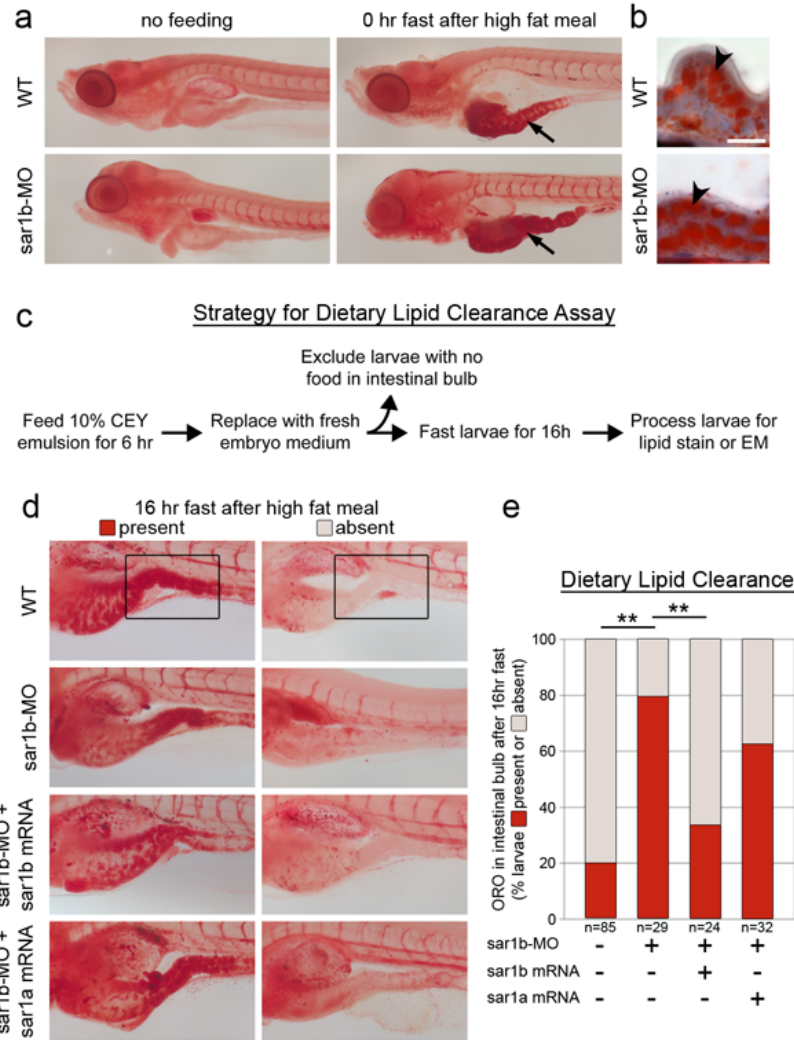 a
no feeding
0 hr fast after high fat meal
b
WT
sar1b-MO
c
Strategy for Dietary Lipid Clearance Assay
Exclude larvae with no
food in intestinal bulb
Feed 10% CEY
emulsion for 6 hr
Replace with fresh
embryo medium
Fast larvae for 16h
Process larvae for
lipid stain or EM
d
16 hr fast after high fat meal
present
absent
WT
sar1b-MO
sar1b-MO +
sar1b mRNA
sar1b-MO +
sar1a mRNA
e
Dietary Lipid Clearance
**
**
ORO in intestinal bulb after 16hr fast
(% larvae present or absent)
100
80
60
40
20
0
n=85 n=29 n=24 n=32
sar1b-MO - + + +
sar1b mRNA - - + -
sar1a mRNA - - - +